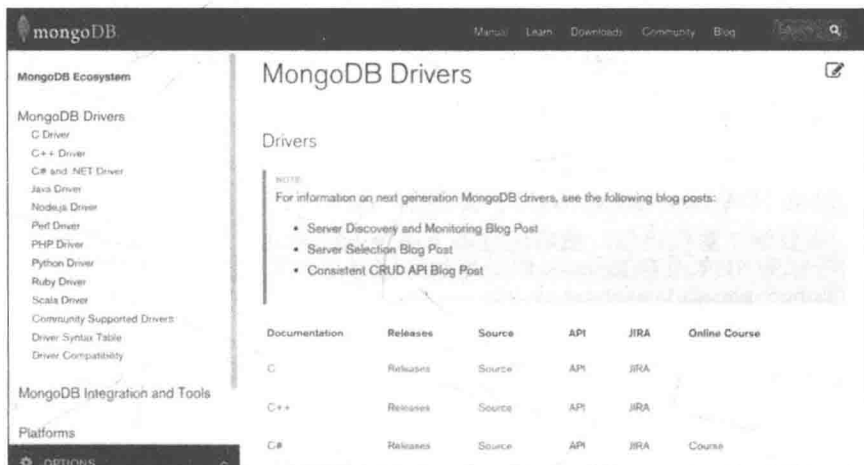 mongoDB.
Manual Learn Downloads Community Blog
MongoDB Ecosystem
MongoDB Drivers
C Driver
C++ Driver
C# and .NET Driver
Java Driver
Node.js Driver
Perl Driver
PHP Driver
Python Driver
Ruby Driver
Scala Driver
Community Supported Drivers
Driver Syntax Table
Driver Compatibility
MongoDB Integration and Tools
Platforms
OPTIONS
MongoDB Drivers
Drivers
NOTE:
For information on next generation MongoDB drivers, see the following blog posts:
• Server Discovery and Monitoring Blog Post
• Server Selection Blog Post
• Consistent CRUD API Blog Post
Documentation Releases Source API JIRA Online Course
C Releases Source API JIRA
C++ Releases Source API JIRA
C# Releases Source API JIRA Course